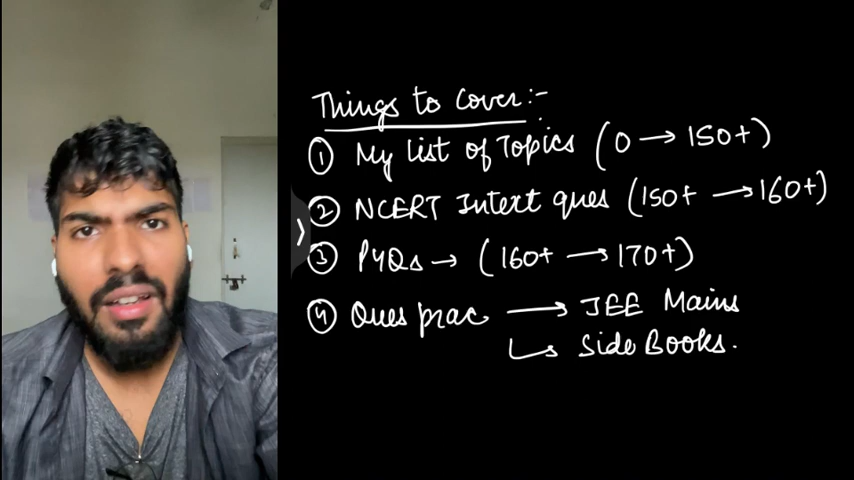 Things to Cover:-
① My List of Topics (0 → 150+)
② NCERT Intext ques (150+ → 160+)
③ PYQs → (160+ → 170+)
④ Ques prac → JEE Mains
↳ Side Books.